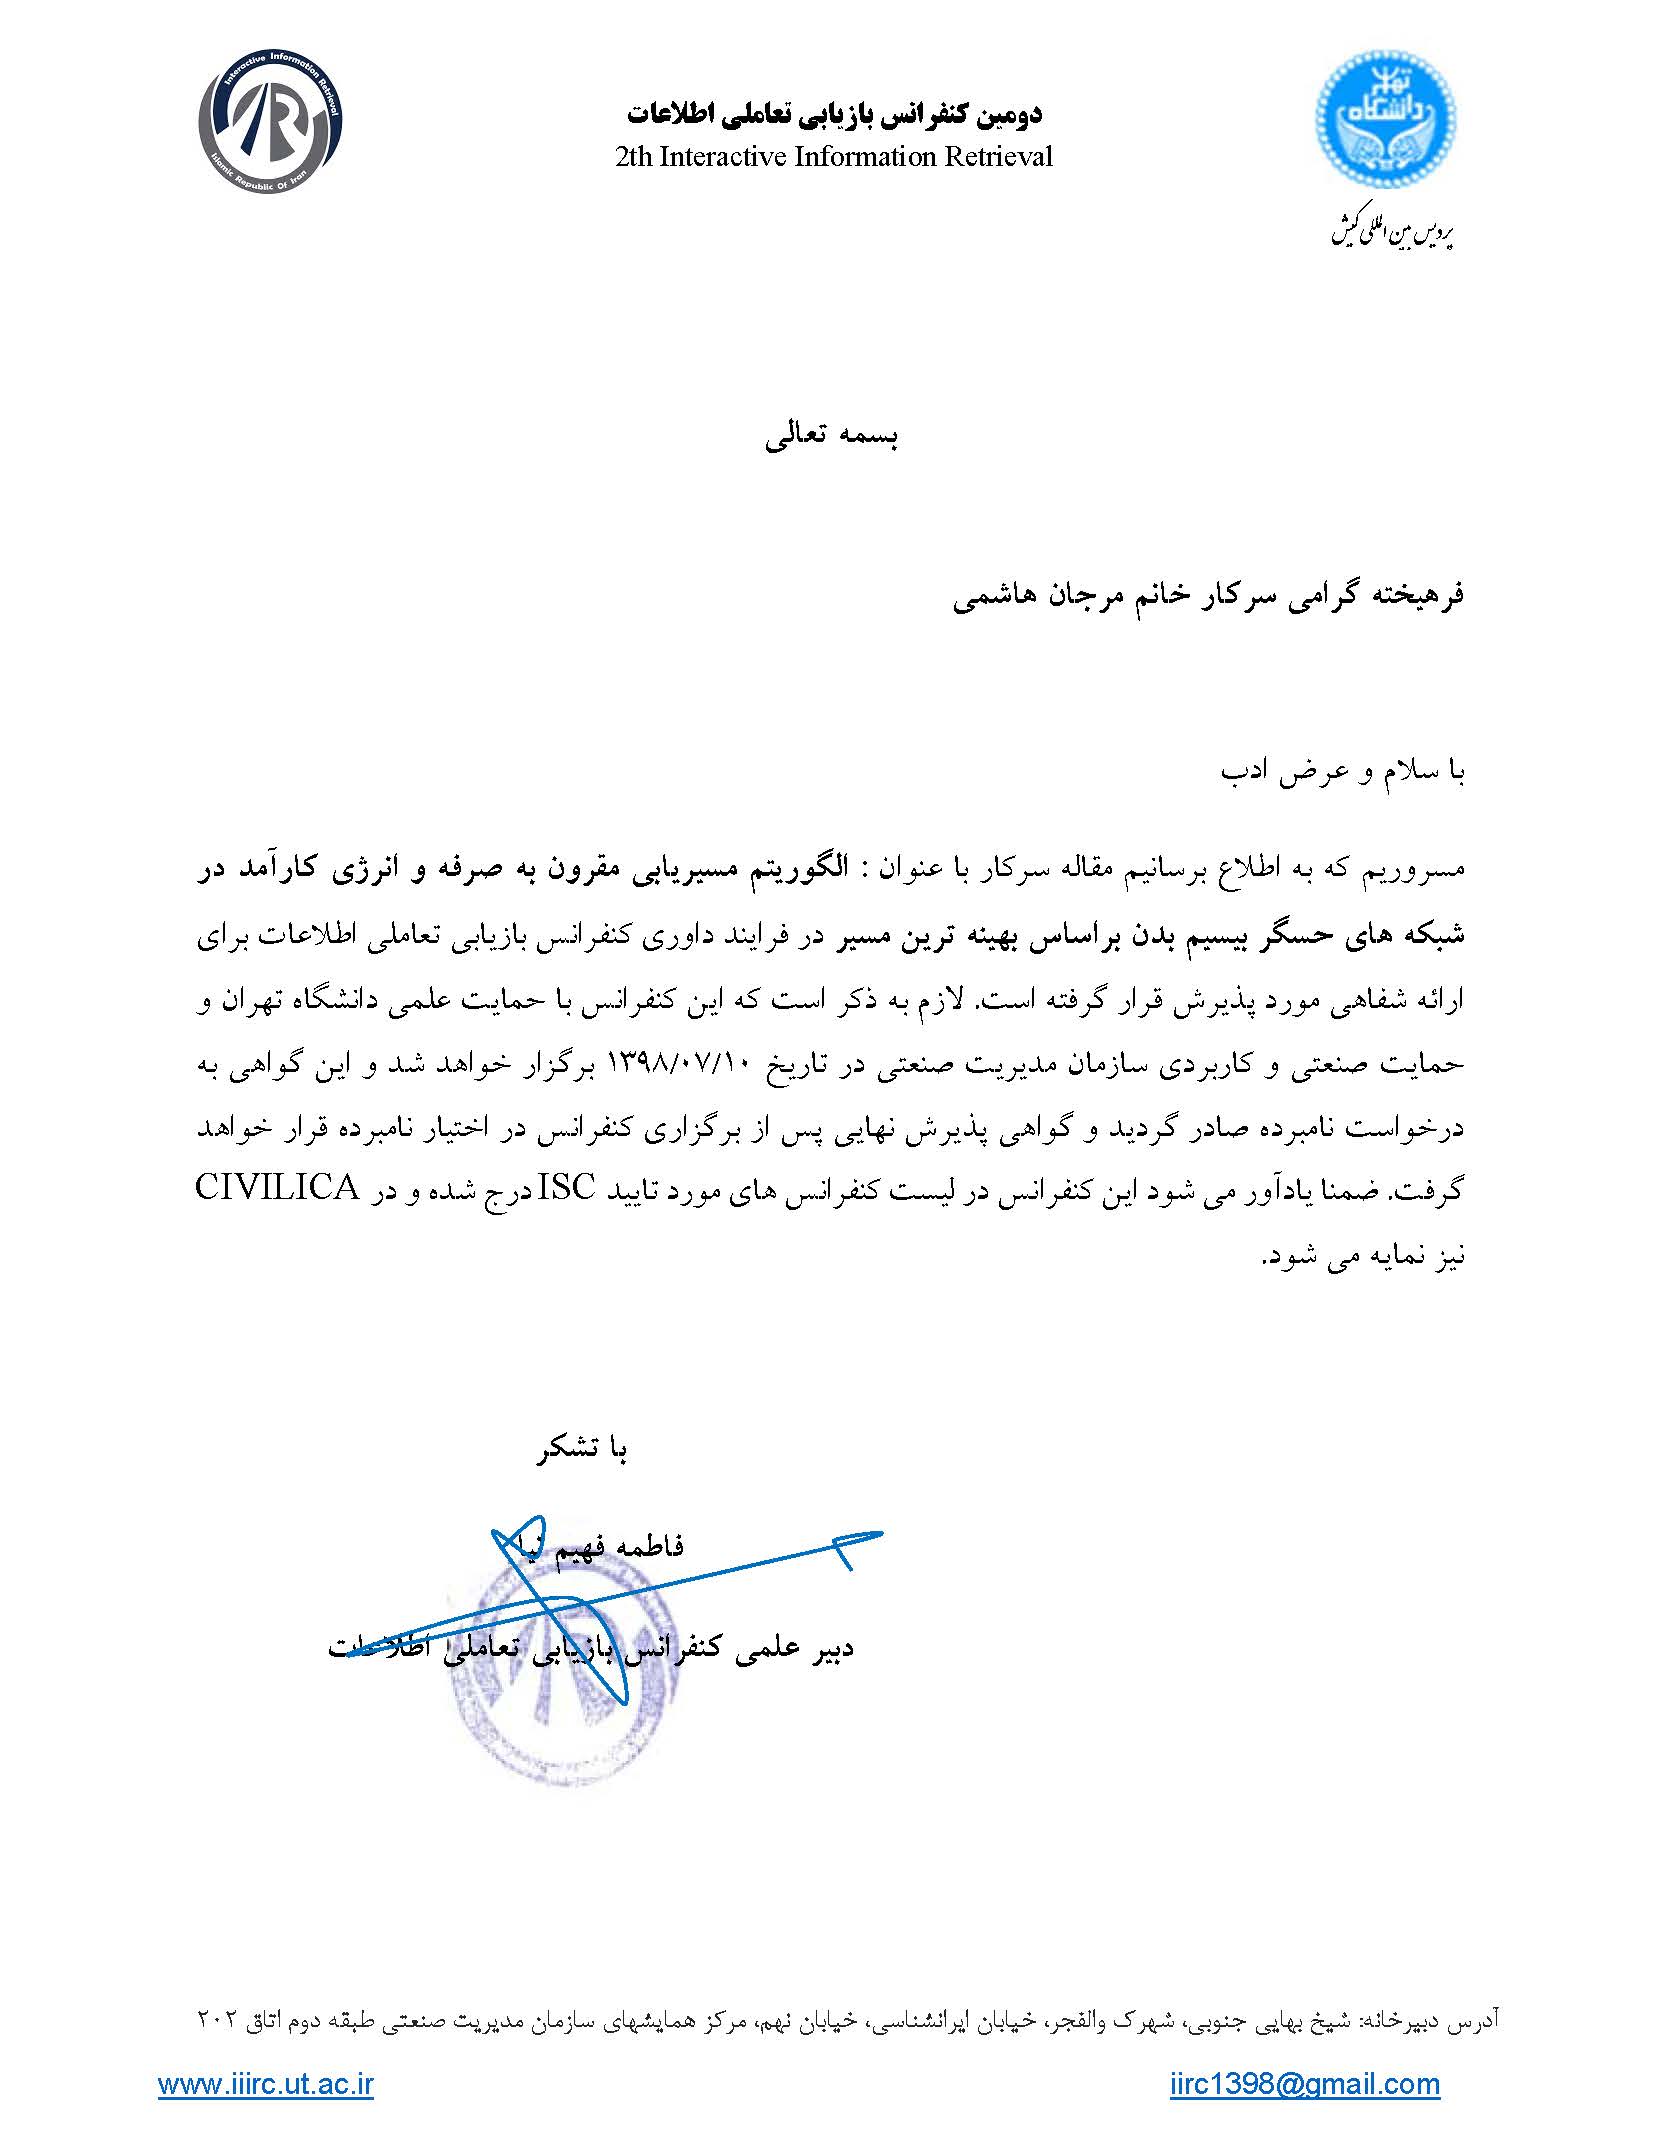 Interactive Information Retrieval
Islamic Republic Of Iran
دومین کنفرانس بازیابی تعاملی اطلاعات
2th Interactive Information Retrieval
دانشگاه تهران
پردیس بین المللی کیش
بسمه تعالی
فرهیخته گرامی سرکار خانم مرجان هاشمی
با سلام و عرض ادب
مسروریم که به اطلاع برسانیم مقاله سرکار با عنوان : الگوریتم مسیریابی مقرون به صرفه و انرژی کارآمد در
شبکه های حسگر بیسیم بدن براساس بهینه ترین مسیر در فرایند داوری کنفرانس بازیابی تعاملی اطلاعات برای
ارائه شفاهی مورد پذیرش قرار گرفته است. لازم به ذکر است که این کنفرانس با حمایت علمی دانشگاه تهران و
حمایت صنعتی و کاربردی سازمان مدیریت صنعتی در تاریخ ۱۳۹۸/۰۷/۱۰ برگزار خواهد شد و این گواهی به
درخواست نامبرده صادر گردید و گواهی پذیرش نهایی پس از برگزاری کنفرانس در اختیار نامبرده قرار خواهد
گرفت. ضمنا یادآور می شود این کنفرانس در لیست کنفرانس های مورد تایید ISC درج شده و در CIVILICA
نیز نمایه می شود.
با تشکر
فاطمه فهیم نیا
دبیر علمی کنفرانس بازیابی تعاملی اطلاعات
آدرس دبیرخانه: شیخ بهایی جنوبی، شهرک والفجر، خیابان ایرانشناسی، خیابان نهم، مرکز همایشهای سازمان مدیریت صنعتی طبقه دوم اتاق ۲۰۲
www.iiirc.ut.ac.ir
iirc1398@gmail.com